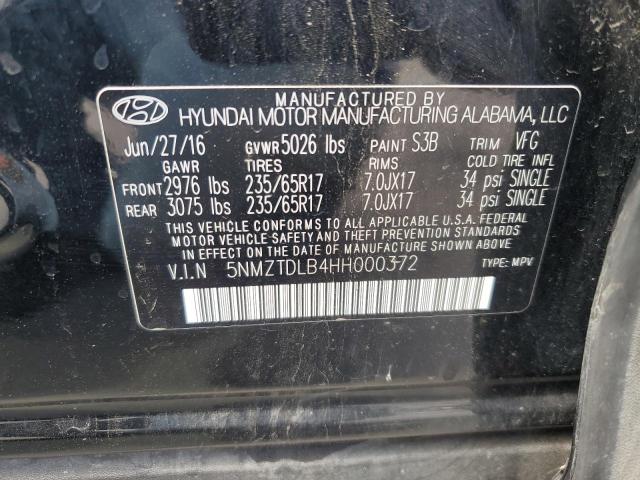 MANUFACTURED BY
HYUNDAI MOTOR MANUFACTURING ALABAMA, LLC
Jun/27/16 GVWR 5026 lbs PAINT S3B TRIM VFG
GAWR TIRES RIMS COLD TIRE INFL
FRONT 2976 lbs 235/65R17 7.0JX17 34 psi SINGLE
REAR 3075 lbs 235/65R17 7.0JX17 34 psi SINGLE
THIS VEHICLE CONFORMS TO ALL APPLICABLE U.S.A. FEDERAL
MOTOR VEHICLE SAFETY AND THEFT PREVENTION STANDARDS
IN EFFECT ON THE DATE OF MANUFACTURE SHOWN ABOVE.
V.I.N 5NMZTDLB4HH000372 TYPE: MPV